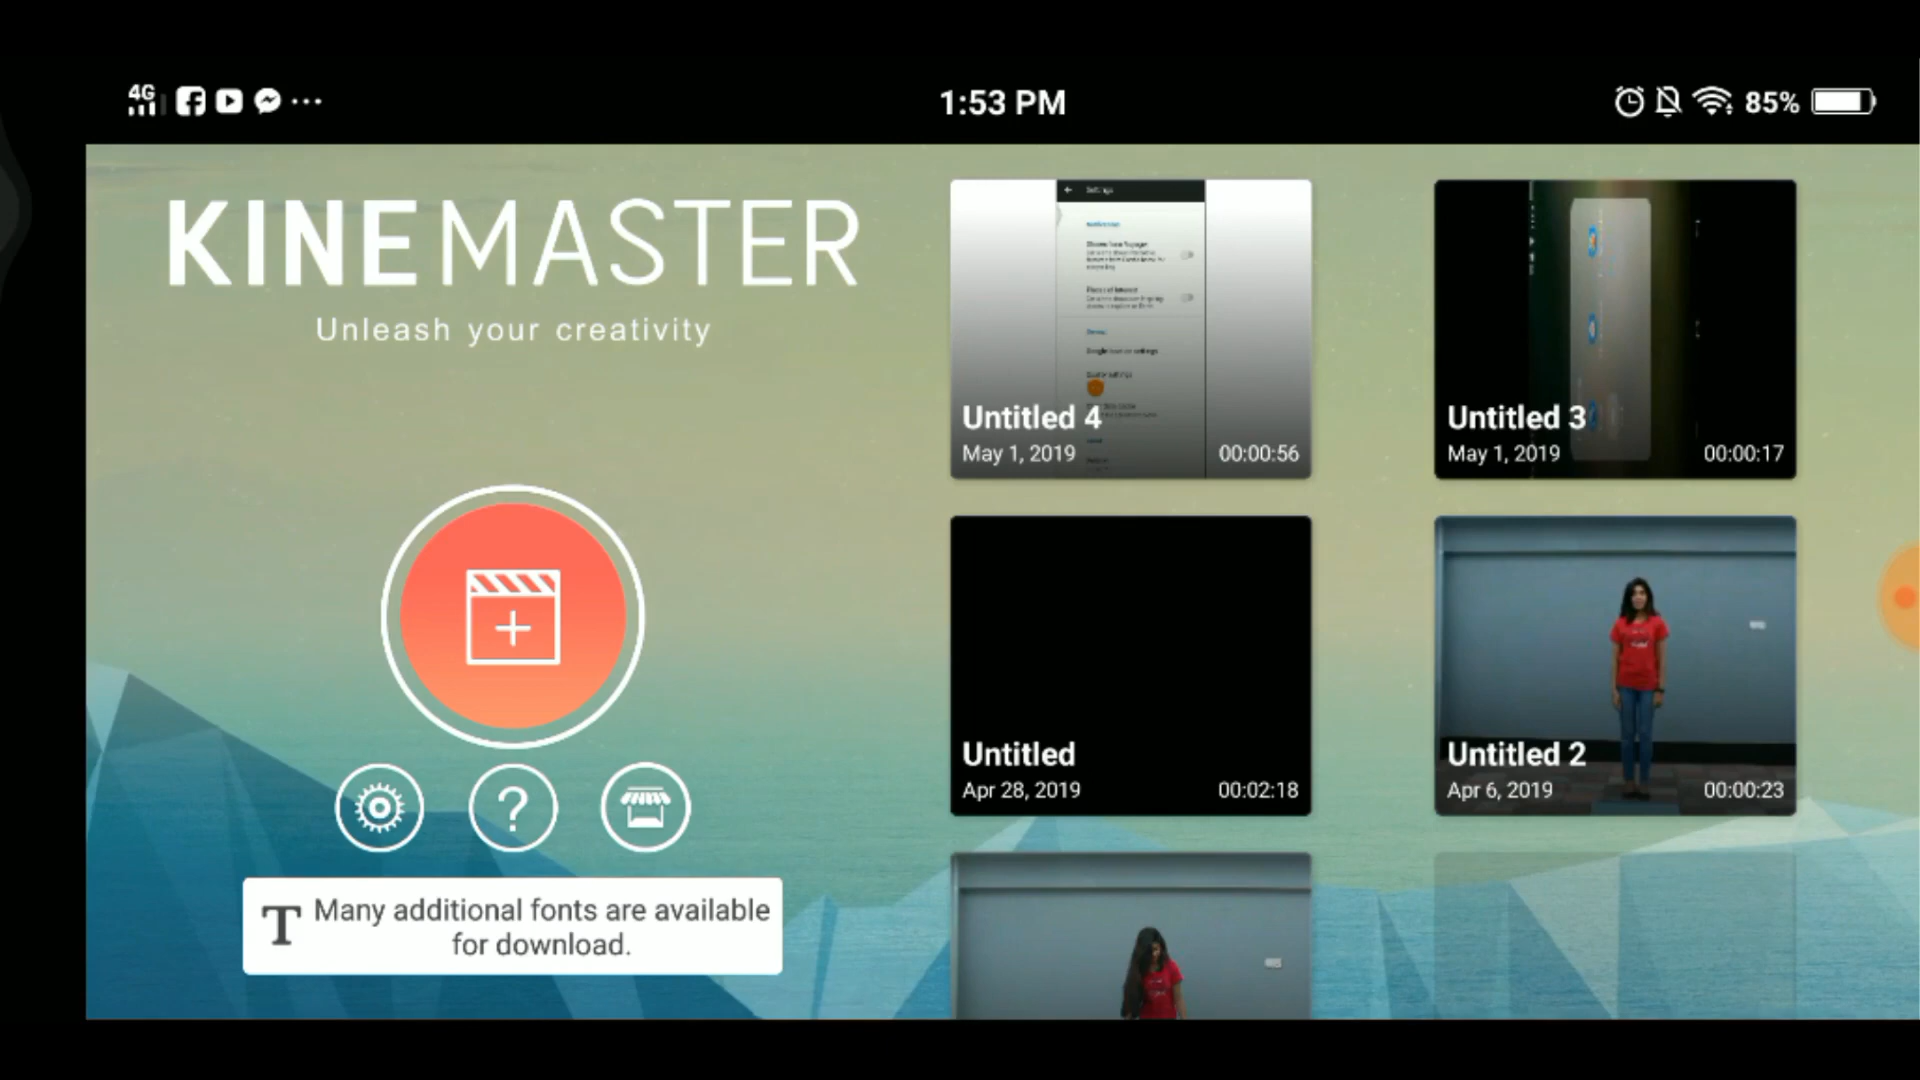 4G
1:53 PM
85%
KINEMASTER
Unleash your creativity
Settings
Untitled 4
May 1, 2019 00:00:56
Untitled 3
May 1, 2019 00:00:17
Untitled
Apr 28, 2019 00:02:18
Untitled 2
Apr 6, 2019 00:00:23
T Many additional fonts are available
for download.